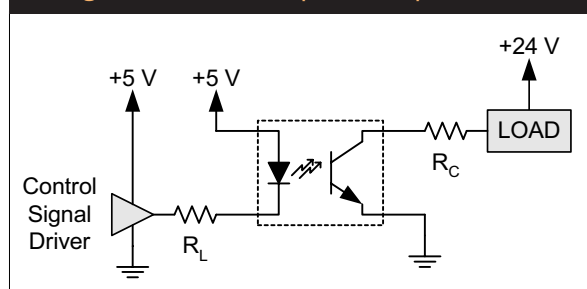 +24 V
+5 V +5 V
LOAD
R_C
Control
Signal
Driver
R_L